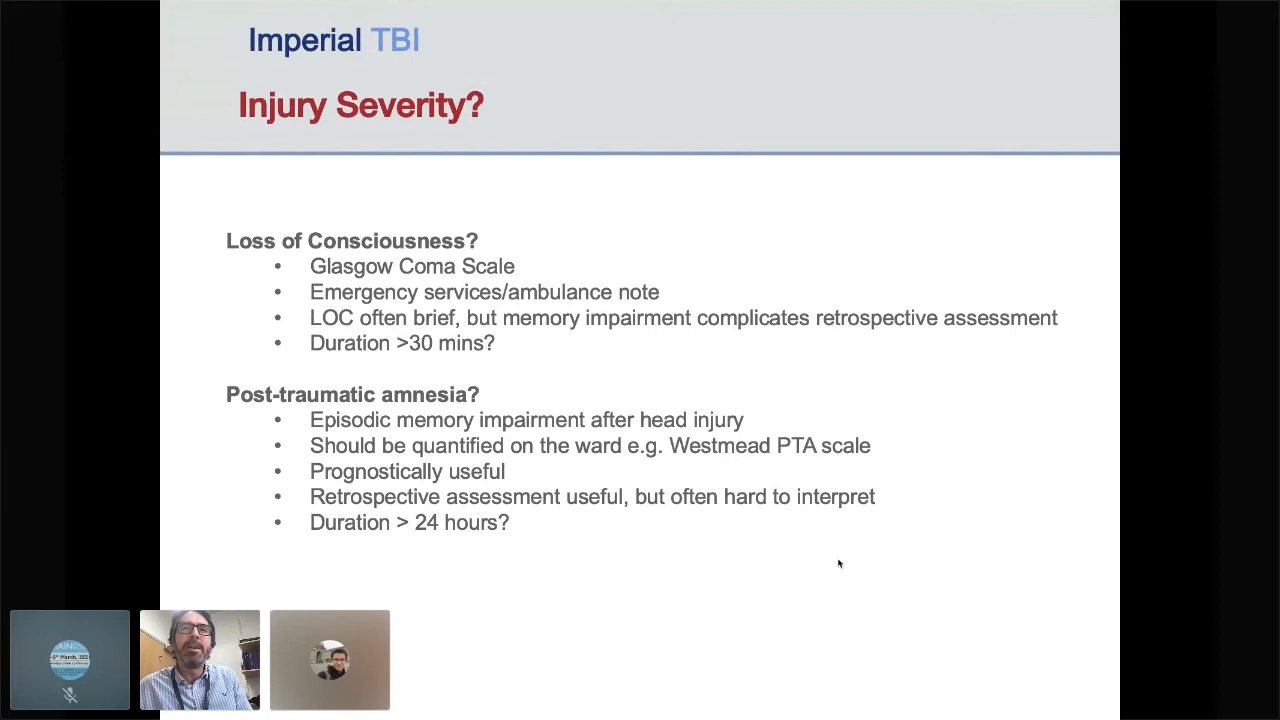 Imperial TBI
Injury Severity?
Loss of Consciousness?
• Glasgow Coma Scale
• Emergency services/ambulance note
• LOC often brief, but memory impairment complicates retrospective assessment
• Duration >30 mins?
Post-traumatic amnesia?
• Episodic memory impairment after head injury
• Should be quantified on the ward e.g. Westmead PTA scale
• Prognostically useful
• Retrospective assessment useful, but often hard to interpret
• Duration > 24 hours?
March,